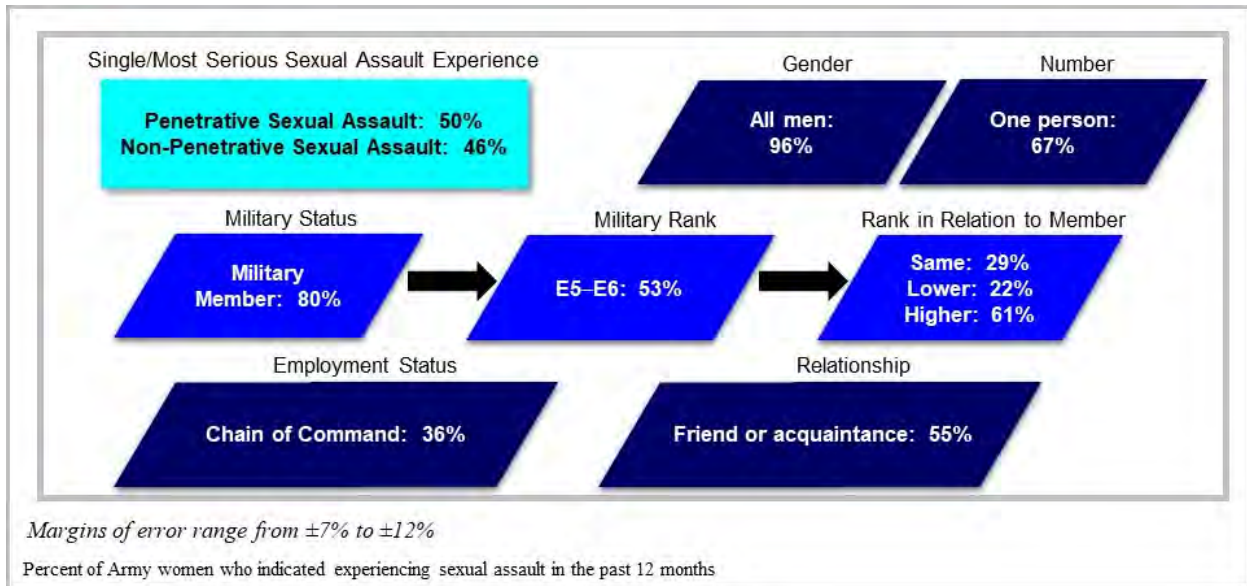 Single/Most Serious Sexual Assault Experience
Penetrative Sexual Assault: 50%
Non-Penetrative Sexual Assault: 46%
Gender
All men:
96%
Number
One person:
67%
Military Status
Military
Member: 80%
Military Rank
E5–E6: 53%
Rank in Relation to Member
Same: 29%
Lower: 22%
Higher: 61%
Employment Status
Chain of Command: 36%
Relationship
Friend or acquaintance: 55%
Margins of error range from ±7% to ±12%
Percent of Army women who indicated experiencing sexual assault in the past 12 months